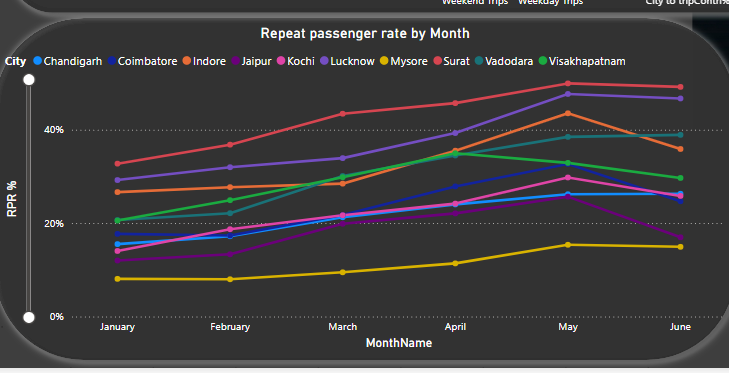 Weekend Trips Weekday Trips City to tripContri%
Repeat passenger rate by Month
City Chandigarh Coimbatore Indore Jaipur Kochi Lucknow Mysore Surat Vadodara Visakhapatnam
40%
20%
0%
RPR %
January February March April May June
MonthName